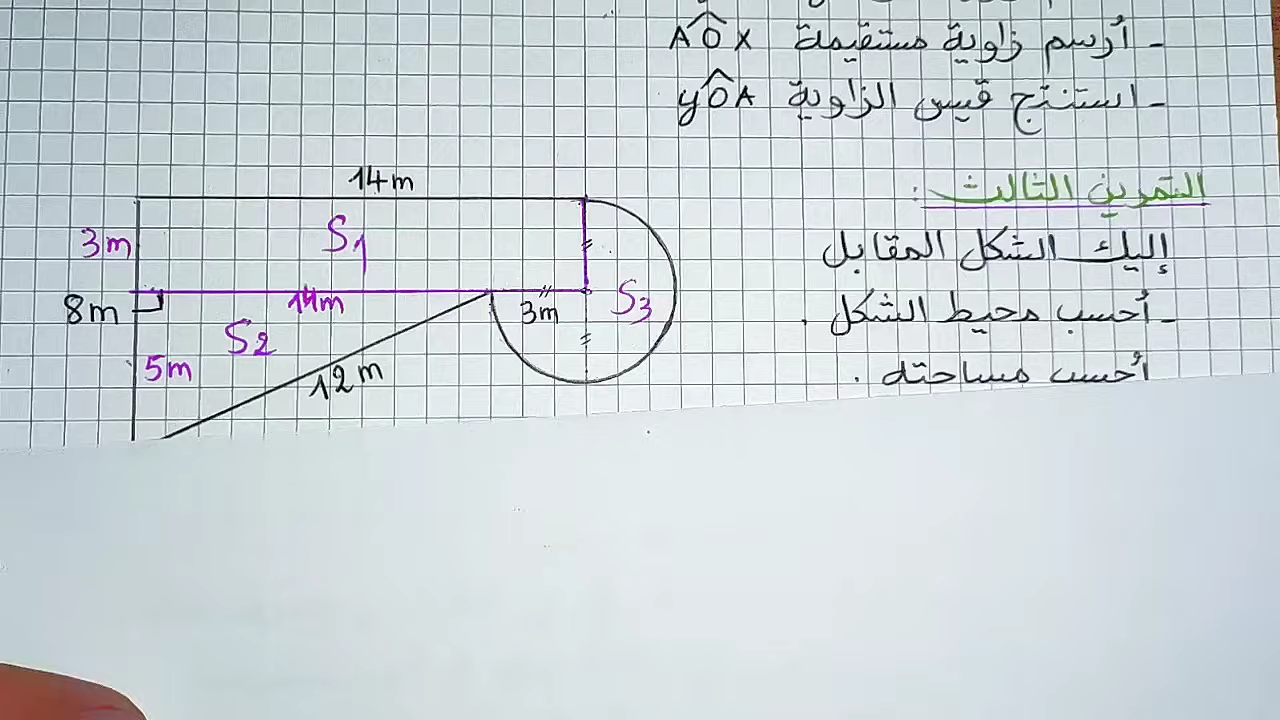 - أرسم زاوية مستقيمة AÔX
- استنتج قيس الزاوية yÔA
التمرين الثالث :
إليك الشكل المقابل
- أحسب محيط الشكل .
أحسب مساحته .
14m
3m
S1
8m
14m
3m
S3
S2
5m
12m